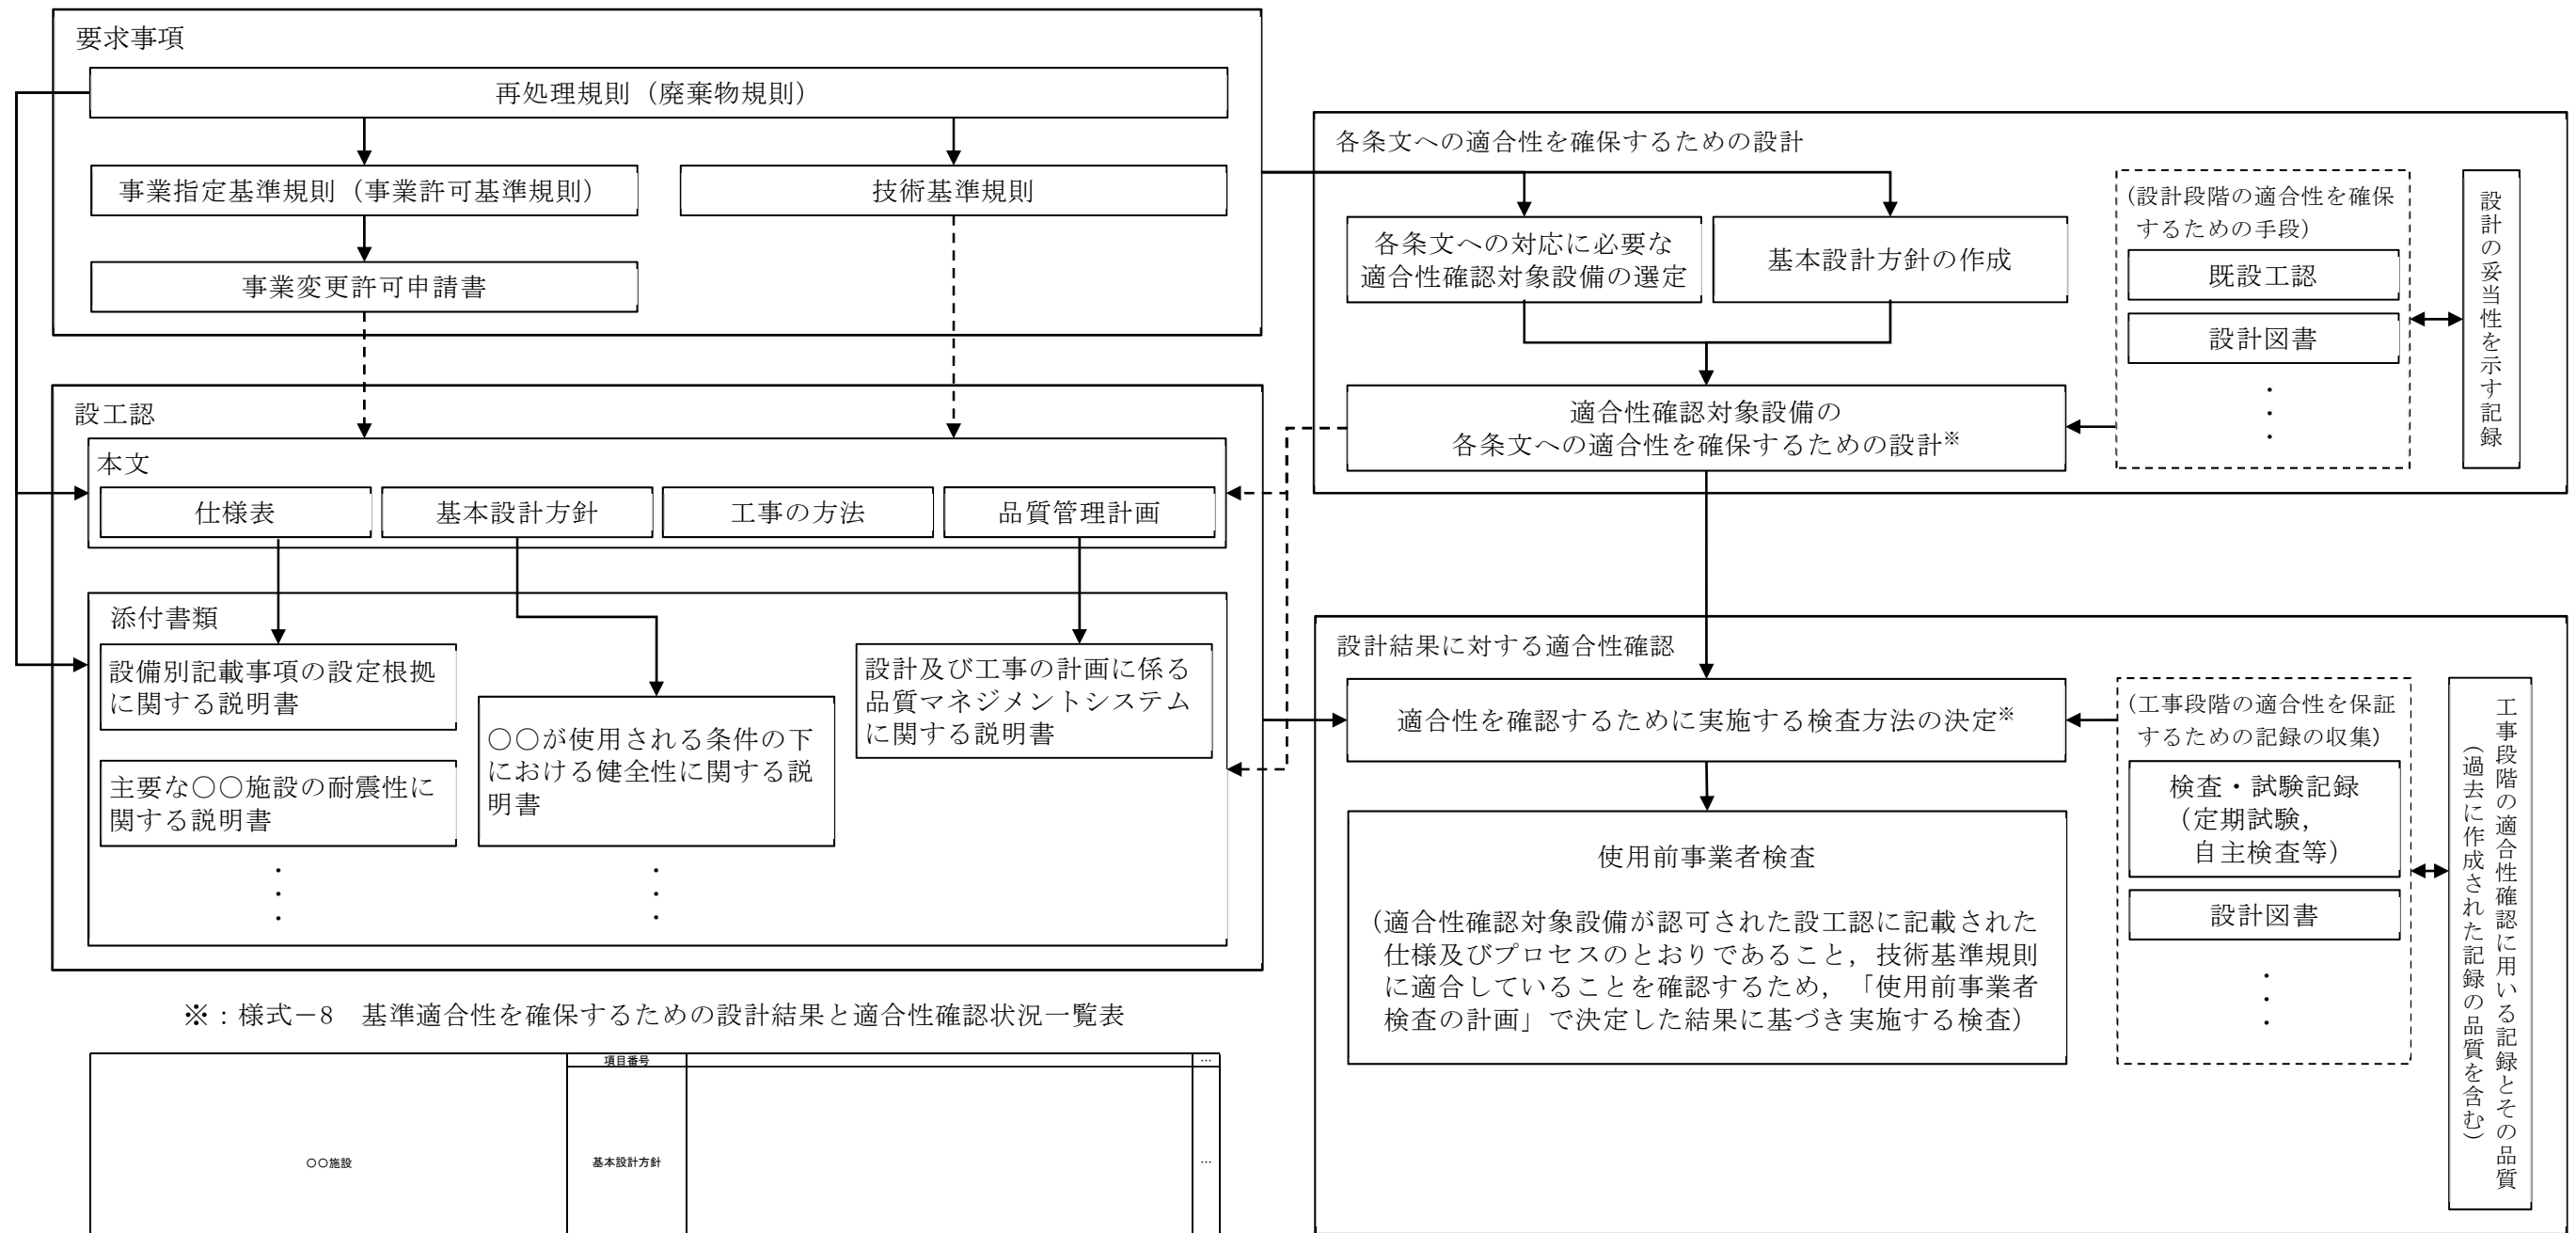 要求事項
再処理規則（廃棄物規則）
事業指定基準規則（事業許可基準規則）
技術基準規則
事業変更許可申請書
設工認
本文
仕様表
基本設計方針
工事の方法
品質管理計画
添付書類
設備別記載事項の設定根拠
に関する説明書
主要な○○施設の耐震性に
関する説明書
・
・
・
○○が使用される条件の下
における健全性に関する説
明書
・
・
・
設計及び工事の計画に係る
品質マネジメントシステム
に関する説明書
各条文への適合性を確保するための設計
各条文への対応に必要な
適合性確認対象設備の選定
基本設計方針の作成
適合性確認対象設備の
各条文への適合性を確保するための設計※
（設計段階の適合性を確保
するための手段）
既設工認
設計図書
・
・
・
設計の妥当性を示す記録
設計結果に対する適合性確認
適合性を確認するために実施する検査方法の決定※
使用前事業者検査
（適合性確認対象設備が認可された設工認に記載された
仕様及びプロセスのとおりであること，技術基準規則
に適合していることを確認するため，「使用前事業者
検査の計画」で決定した結果に基づき実施する検査）
（工事段階の適合性を保証
するための記録の収集）
検査・試験記録
（定期試験，
自主検査等）
設計図書
・
・
・
工事段階の適合性確認に用いる記録とその品質
（過去に作成された記録の品質を含む）
※：様式－8　基準適合性を確保するための設計結果と適合性確認状況一覧表
項目番号
…
○○施設
基本設計方針
…